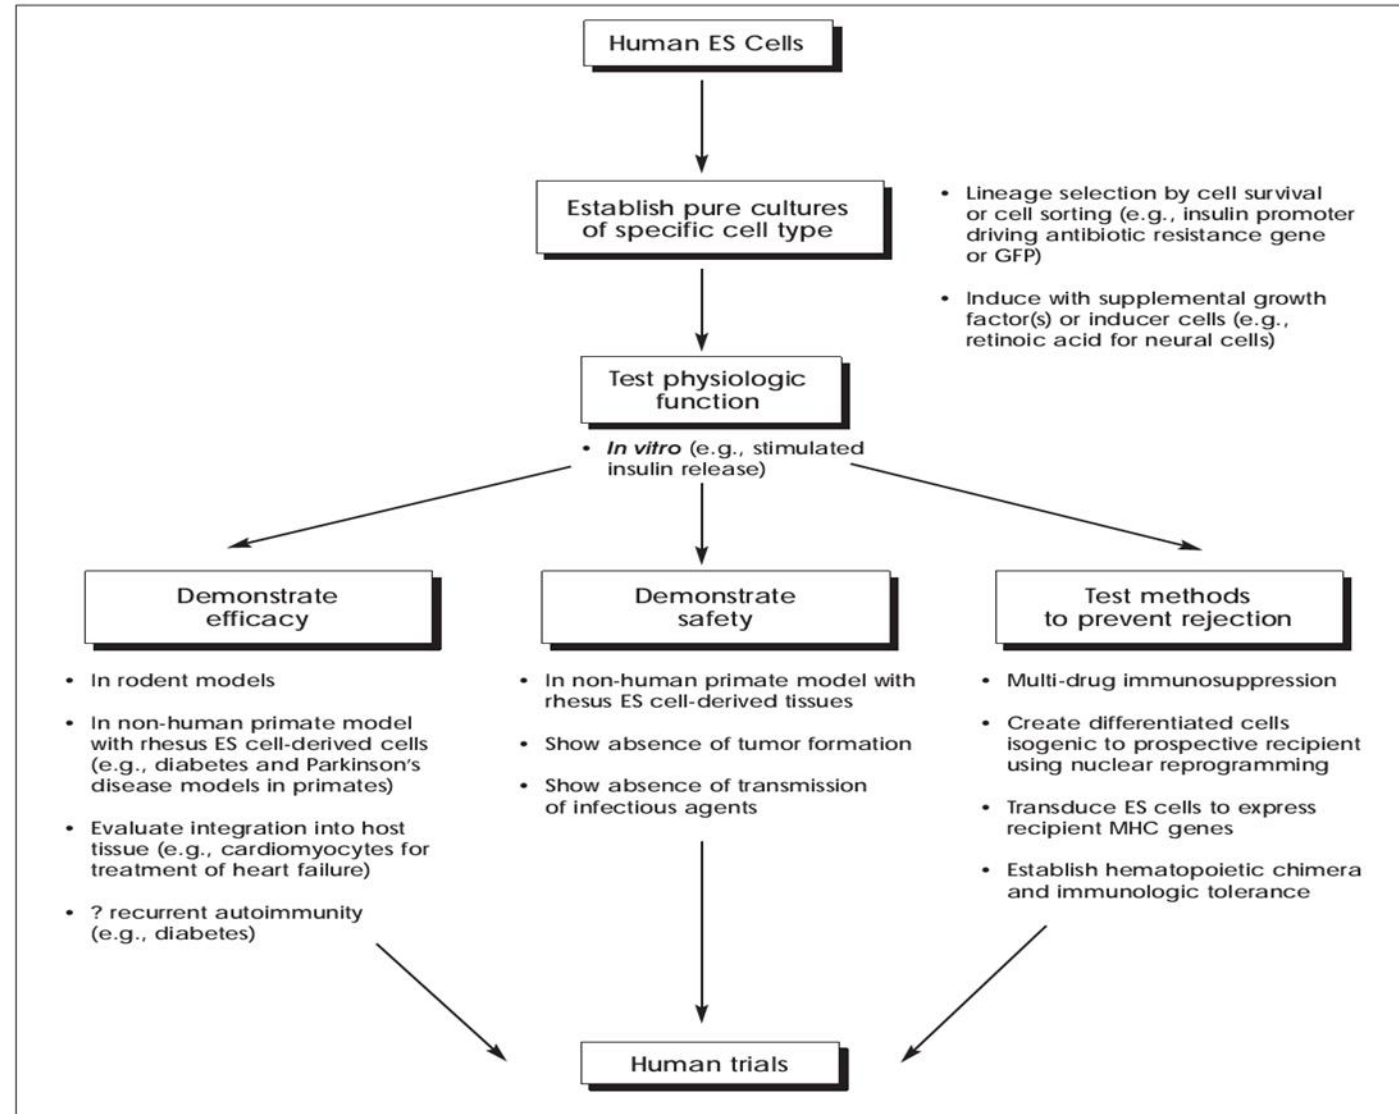 Human ES Cells
Establish pure cultures
of specific cell type
• Lineage selection by cell survival
or cell sorting (e.g., insulin promoter
driving antibiotic resistance gene
or GFP)
• Induce with supplemental growth
factor(s) or inducer cells (e.g.,
retinoic acid for neural cells)
Test physiologic
function
• In vitro (e.g., stimulated
insulin release)
Demonstrate
efficacy
• In rodent models
• In non-human primate model
with rhesus ES cell-derived cells
(e.g., diabetes and Parkinson's
disease models in primates)
• Evaluate integration into host
tissue (e.g., cardiomyocytes for
treatment of heart failure)
• ? recurrent autoimmunity
(e.g., diabetes)
Demonstrate
safety
• In non-human primate model with
rhesus ES cell-derived tissues
• Show absence of tumor formation
• Show absence of transmission
of infectious agents
Test methods
to prevent rejection
• Multi-drug immunosuppression
• Create differentiated cells
isogenic to prospective recipient
using nuclear reprogramming
• Transduce ES cells to express
recipient MHC genes
• Establish hematopoietic chimera
and immunologic tolerance
Human trials